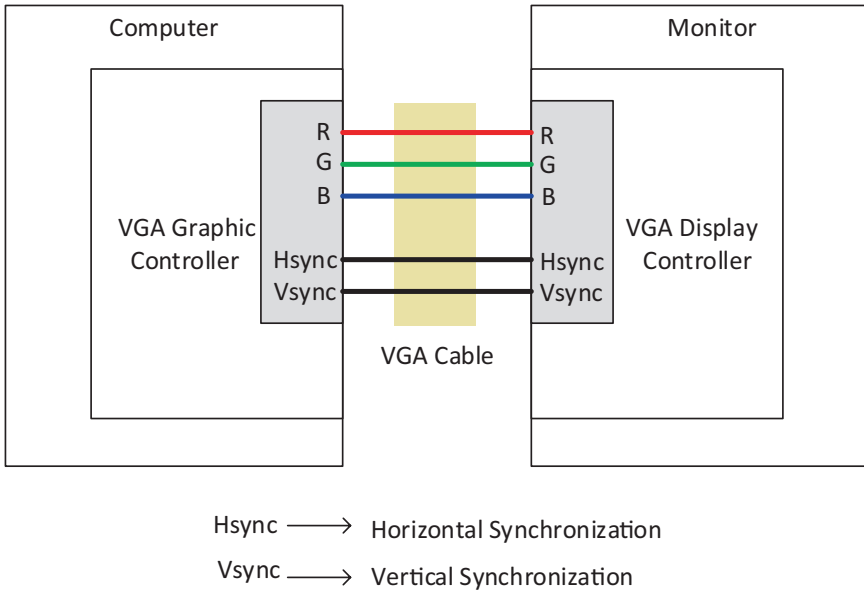 Computer
Monitor
R
G
B
Hsync
Vsync
VGA Graphic
Controller
R
G
B
Hsync
Vsync
VGA Display
Controller
VGA Cable
Hsync → Horizontal Synchronization
Vsync → Vertical Synchronization